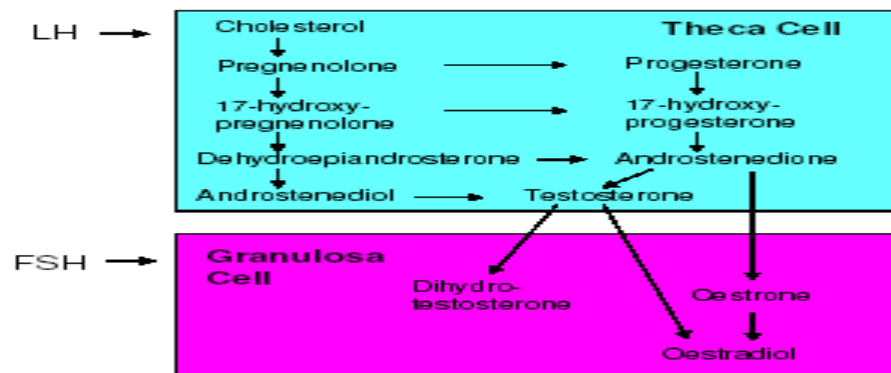 LH
Cholesterol
Theca Cell
Pregnenolone
Progesterone
17-hydroxy-
pregnenolone
17-hydroxy-
progesterone
Dehydroepiandrosterone
Androstenedione
Androstenediol
Testosterone
FSH
Granulosa
Cell
Dihydro-
testosterone
Oestrone
Oestradiol